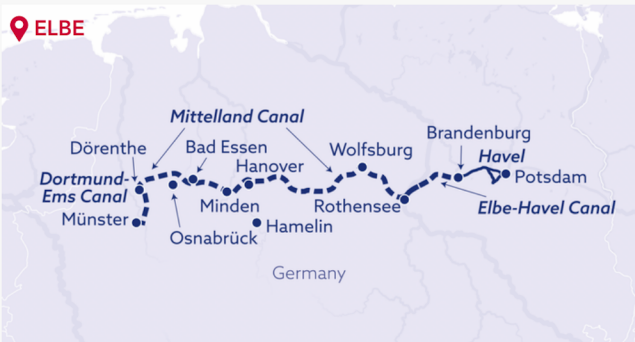 ELBE
Mittelland Canal
Dörenthe
Bad Essen
Hanover
Wolfsburg
Brandenburg
Havel
Potsdam
Dortmund-
Ems Canal
Minden
Rothensee
Elbe-Havel Canal
Münster
Osnabrück
Hamelin
Germany